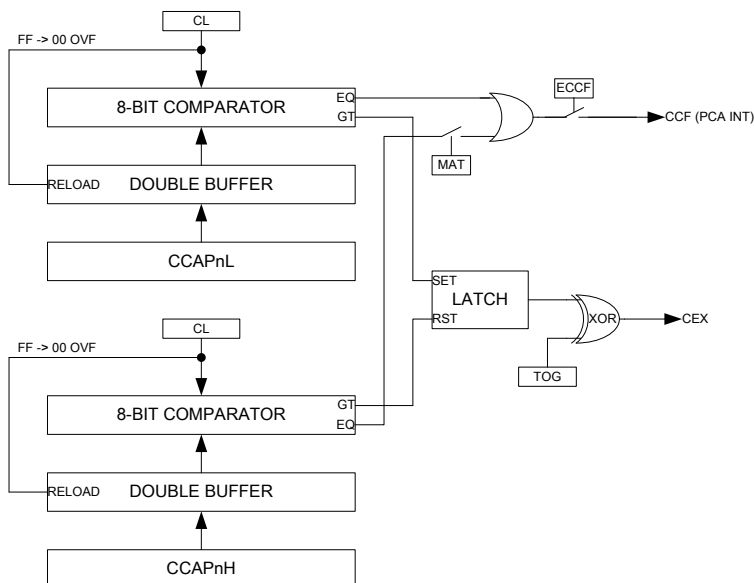 CL
FF -> 00 OVF
8-BIT COMPARATOR
EQ
GT
ECCF
CCF (PCA INT)
MAT
RELOAD
DOUBLE BUFFER
CCAPnL
SET
LATCH
RST
XOR
CEX
TOG
CL
FF -> 00 OVF
8-BIT COMPARATOR
GT
EQ
RELOAD
DOUBLE BUFFER
CCAPnH